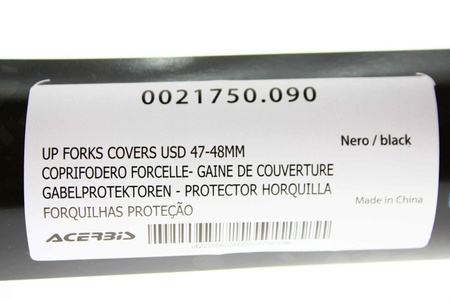 0021750.090
Nero / black
UP FORKS COVERS USD 47-48MM
COPRIFODERO FORCELLE- GAINE DE COUVERTURE
GABELPROTEKTOREN - PROTECTOR HORQUILLA
FORQUILHAS PROTEÇÃO
Made in China
ACERBIS